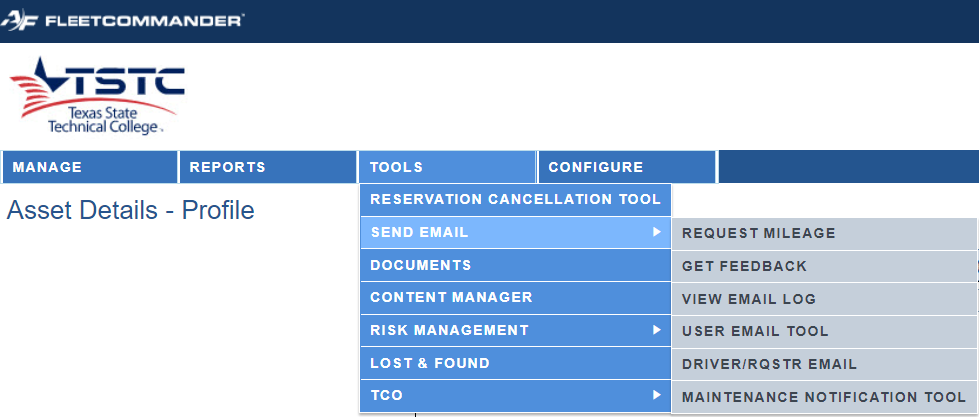 FLEETCOMMANDER
TSTC
Texas State
Technical College
MANAGE
REPORTS
TOOLS
CONFIGURE
Asset Details - Profile
RESERVATION CANCELLATION TOOL
SEND EMAIL
DOCUMENTS
CONTENT MANAGER
RISK MANAGEMENT
LOST & FOUND
TCO
REQUEST MILEAGE
GET FEEDBACK
VIEW EMAIL LOG
USER EMAIL TOOL
DRIVER/RQSTR EMAIL
MAINTENANCE NOTIFICATION TOOL